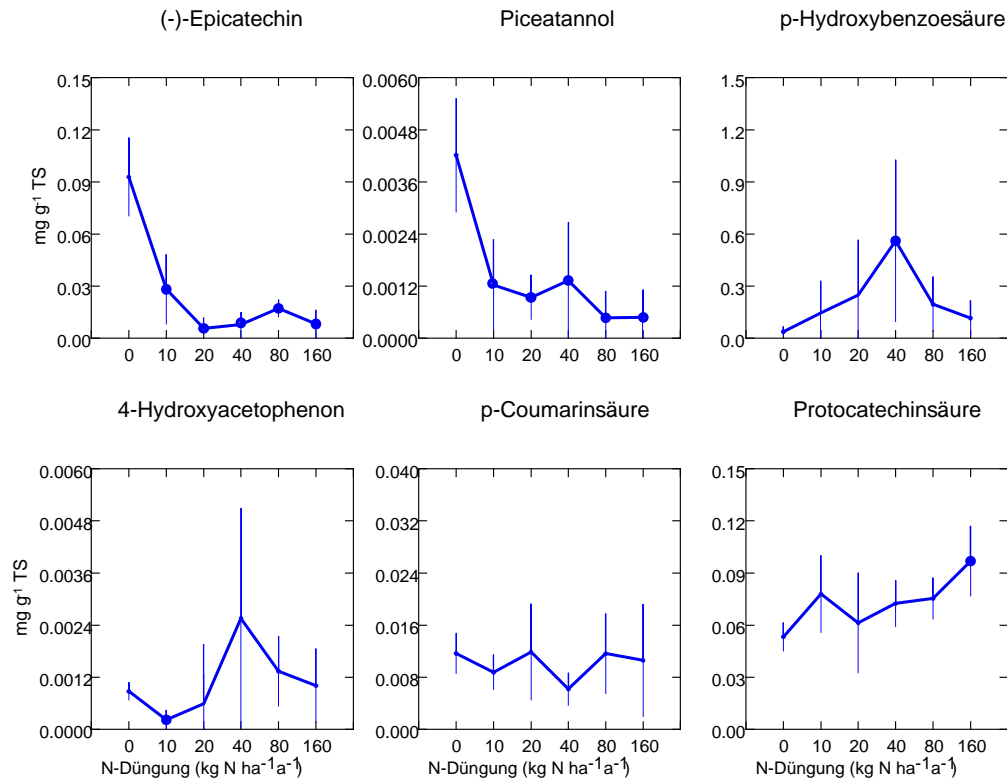 (-)-Epicatechin
Piceatannol
p-Hydroxybenzoesäure
mg g⁻¹ TS
0.15
0.12
0.09
0.06
0.03
0.00
0 10 20 40 80 160
0.0060
0.0048
0.0036
0.0024
0.0012
0.0000
0 10 20 40 80 160
1.5
1.2
0.9
0.6
0.3
0.0
0 10 20 40 80 160
4-Hydroxyacetophenon
p-Coumarinsäure
Protocatechinsäure
mg g⁻¹ TS
0.0060
0.0048
0.0036
0.0024
0.0012
0.0000
0 10 20 40 80 160
N-Düngung (kg N ha⁻¹a⁻¹)
0.040
0.032
0.024
0.016
0.008
0.000
0 10 20 40 80 160
N-Düngung (kg N ha⁻¹a⁻¹)
0.15
0.12
0.09
0.06
0.03
0.00
0 10 20 40 80 160
N-Düngung (kg N ha⁻¹a⁻¹)